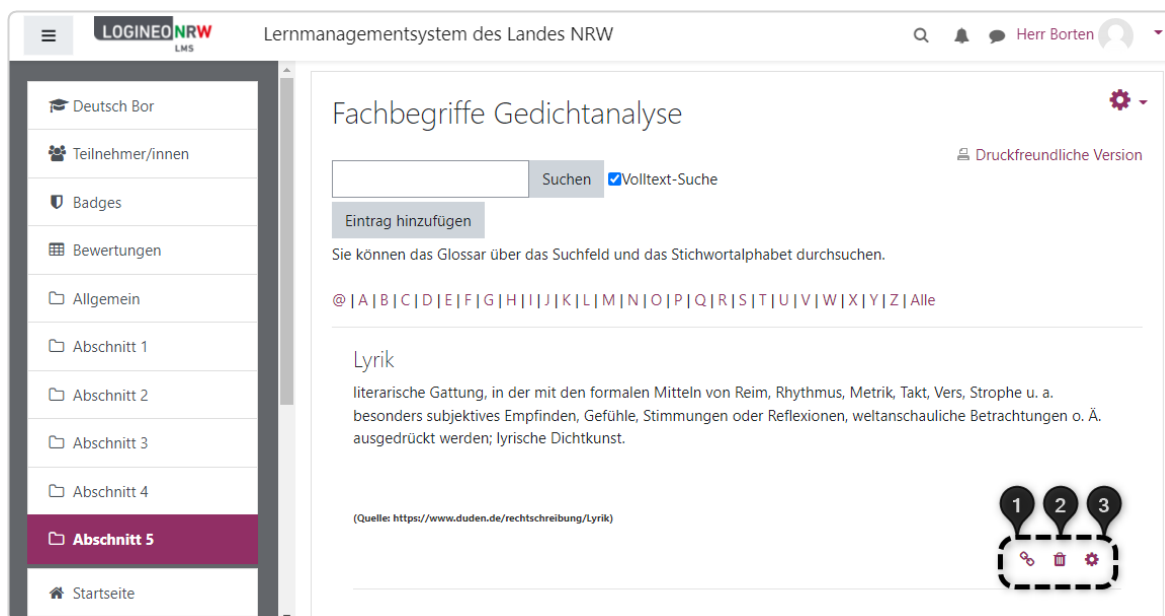 LOGINEO NRW
LMS
Lernmanagementsystem des Landes NRW
Herr Borten
Deutsch Bor
Teilnehmer/innen
Badges
Bewertungen
Allgemein
Abschnitt 1
Abschnitt 2
Abschnitt 3
Abschnitt 4
Abschnitt 5
Startseite
Fachbegriffe Gedichtanalyse
Druckfreundliche Version
Suchen Volltext-Suche
Eintrag hinzufügen
Sie können das Glossar über das Suchfeld und das Stichwortalphabet durchsuchen.
@ | A | B | C | D | E | F | G | H | I | J | K | L | M | N | O | P | Q | R | S | T | U | V | W | X | Y | Z | Alle
Lyrik
literarische Gattung, in der mit den formalen Mitteln von Reim, Rhythmus, Metrik, Takt, Vers, Strophe u. a.
besonders subjektives Empfinden, Gefühle, Stimmungen oder Reflexionen, weltanschauliche Betrachtungen o. Ä.
ausgedrückt werden; lyrische Dichtkunst.
(Quelle: https://www.duden.de/rechtschreibung/Lyrik)
1 2 3